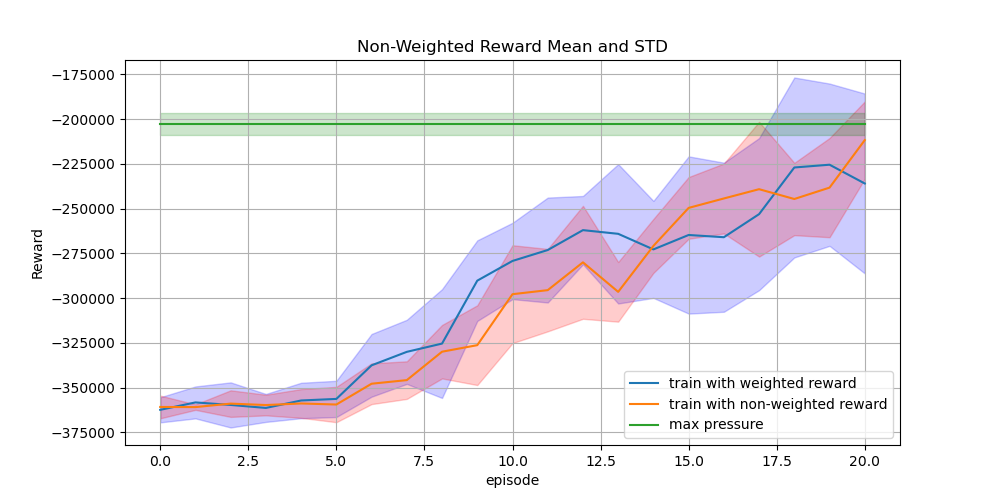 Non-Weighted Reward Mean and STD
−175000
−200000
−225000
−250000
−275000
−300000
−325000
−350000
−375000
Reward
train with weighted reward
train with non-weighted reward
max pressure
0.0 2.5 5.0 7.5 10.0 12.5 15.0 17.5 20.0
episode